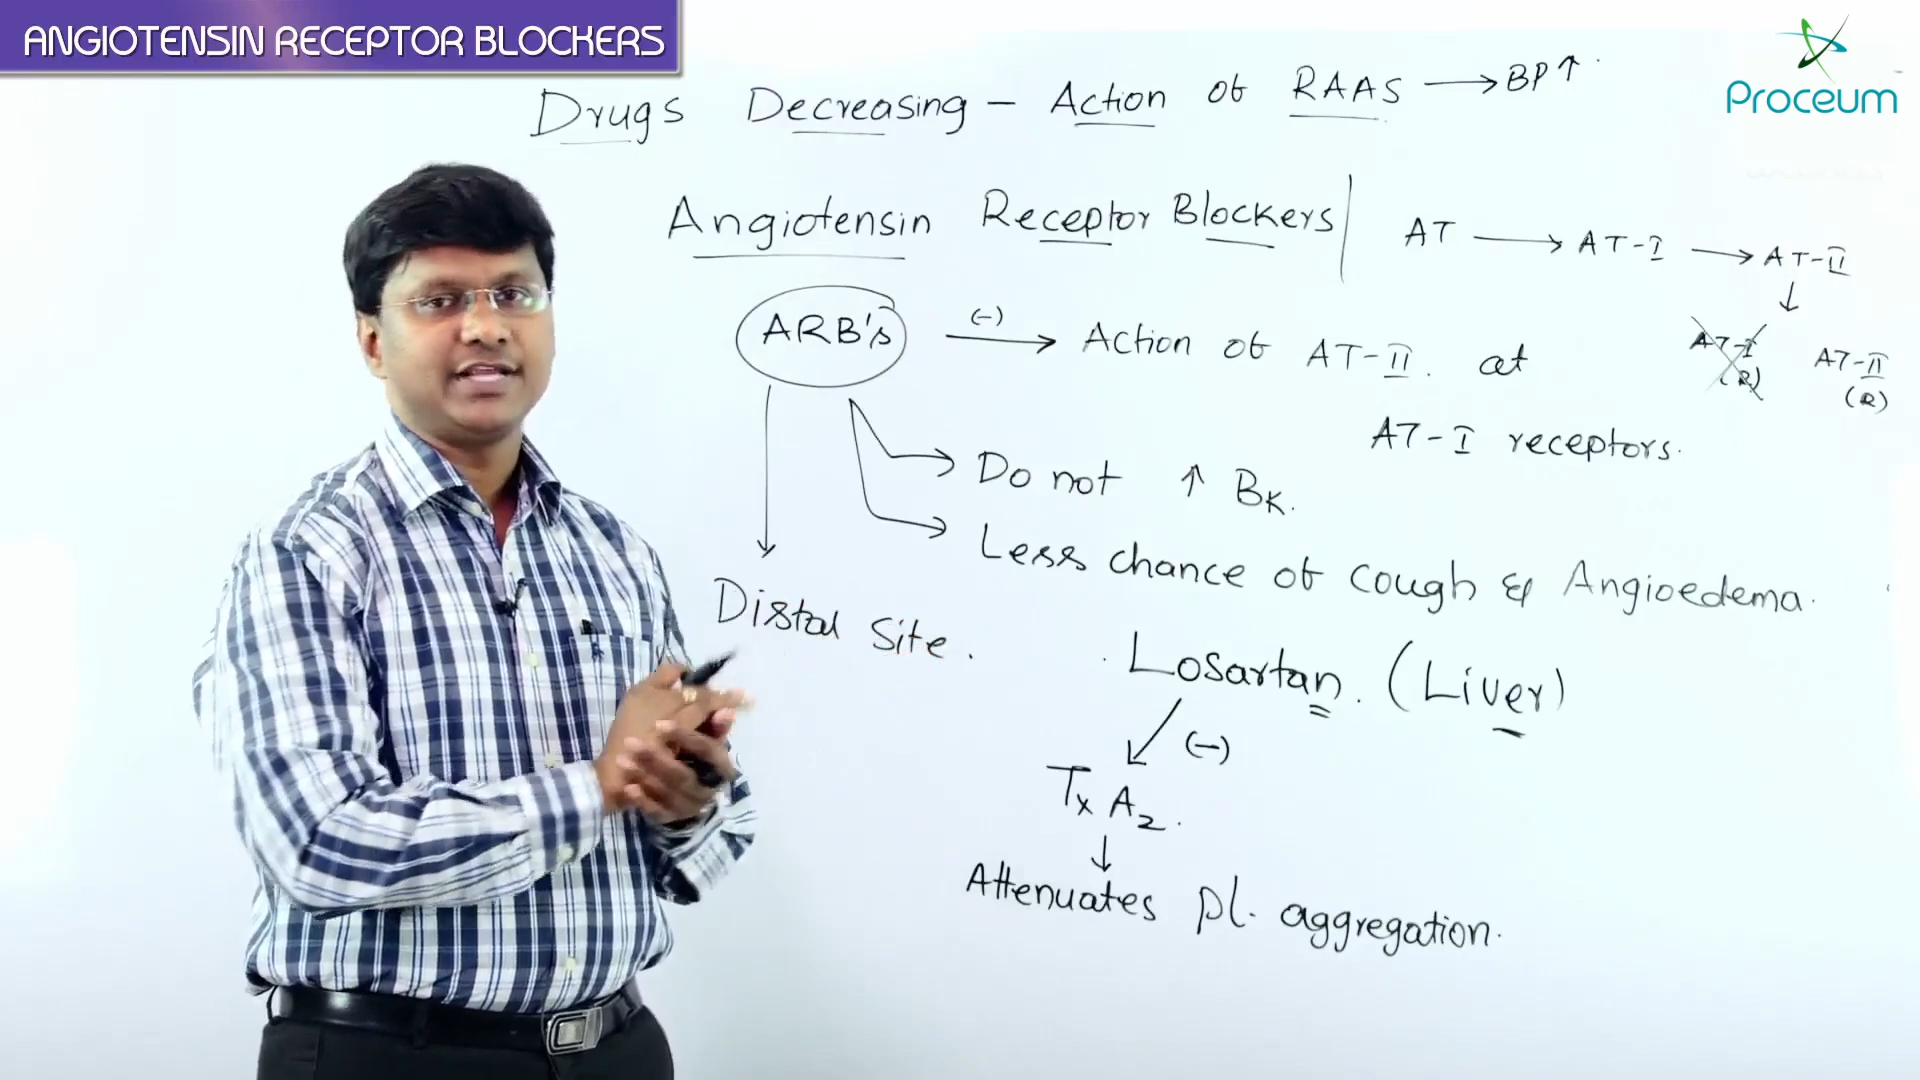 ANGIOTENSIN RECEPTOR BLOCKERS
Proceum
Drugs Decreasing - Action of RAAS → BP↑
Angiotensin Receptor Blockers
AT → AT-I → AT-II
↓
ARB's (-) → Action of AT-II. at
AT-I (R) AT-II (R)
AT-I receptors.
→ Do not ↑ BK.
→ Less chance of cough & Angioedema.
Distal Site.
Losartan. (Liver)
(-)
TxA2.
↓
Attenuates pl. aggregation.